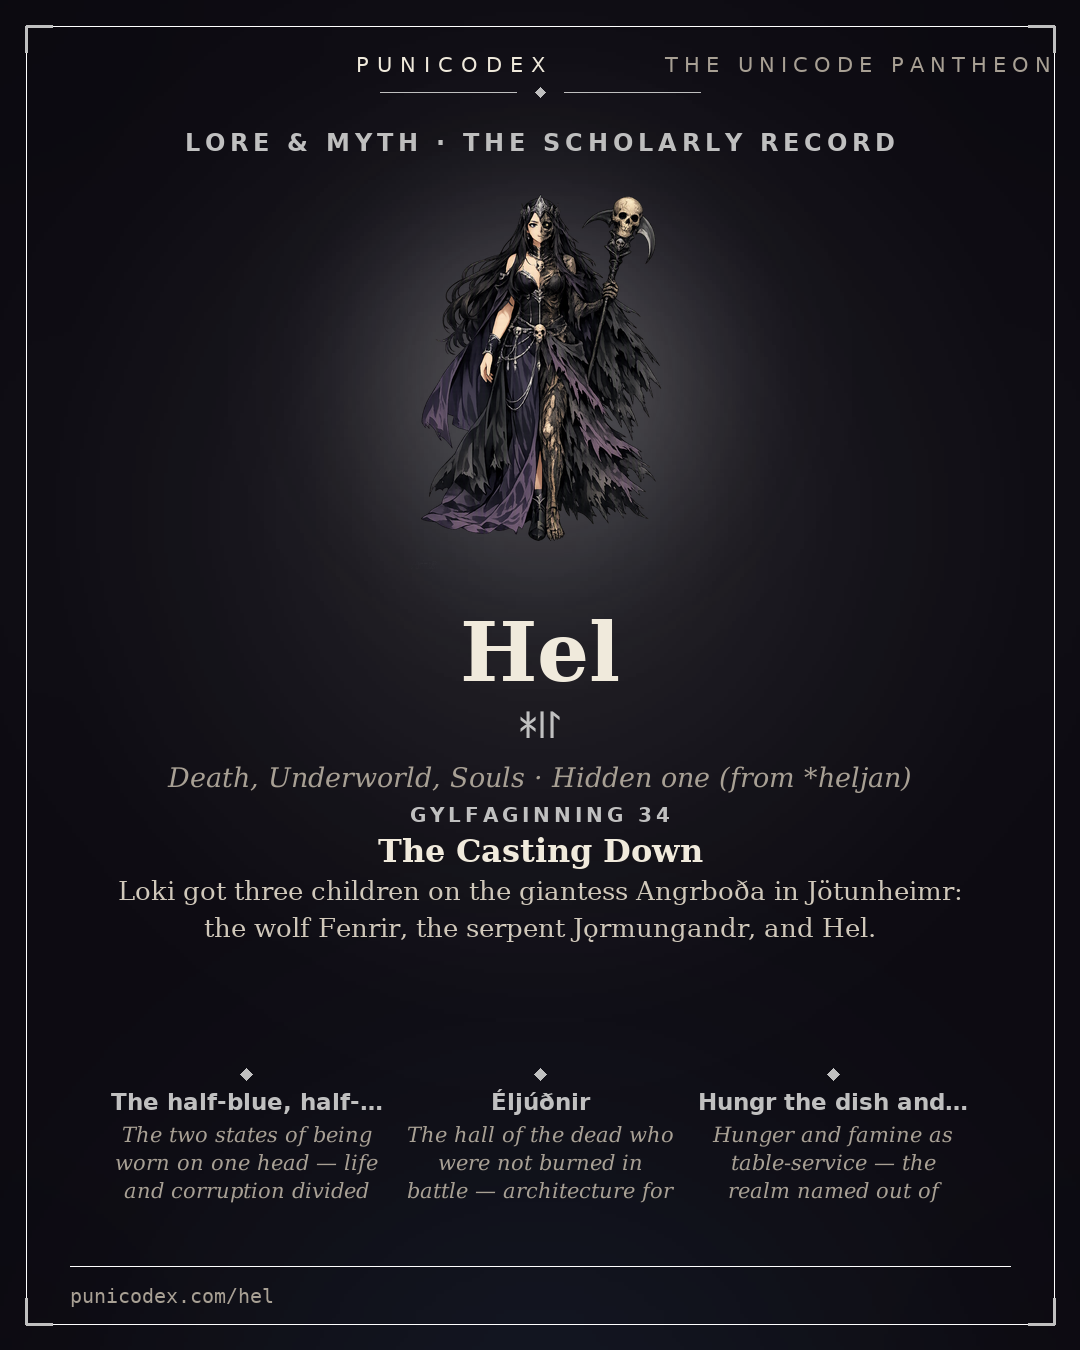 PUNICODEX THE UNICODE PANTHEON
LORE & MYTH · THE SCHOLARLY RECORD
Hel
ᚼᛁᛚ
Death, Underworld, Souls · Hidden one (from *heljan)
GYLFAGINNING 34
The Casting Down
Loki got three children on the giantess Angrboða in Jötunheimr:
the wolf Fenrir, the serpent Jǫrmungandr, and Hel.
The half-blue, half-…
The two states of being
worn on one head — life
and corruption divided
Éljúðnir
The hall of the dead who
were not burned in
battle — architecture for
Hungr the dish and…
Hunger and famine as
table-service — the
realm named out of
punicodex.com/hel